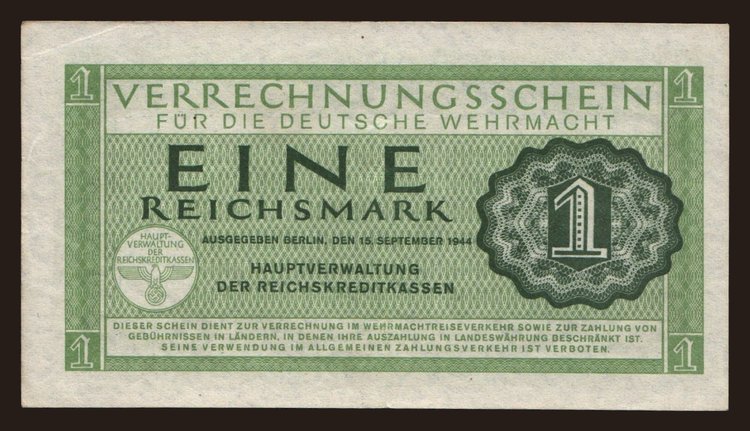 1
1
VERRECHNUNGSSCHEIN
FÜR DIE DEUTSCHE WEHRMACHT
EINE
REICHSMARK
AUSGEGEBEN BERLIN, DEN 15. SEPTEMBER 1944
HAUPTVERWALTUNG
DER REICHSKREDITKASSEN
HAUPT-
VERWALTUNG
DER
REICHSKREDITKASSEN
1
DIESER SCHEIN DIENT ZUR VERRECHNUNG IM WEHRMACHTREISEVERKEHR SOWIE ZUR ZAHLUNG VON
GEBÜHRNISSEN IN LÄNDERN, IN DENEN IHRE AUSZAHLUNG IN LANDESWÄHRUNG BESCHRÄNKT IST.
SEINE VERWENDUNG IM ALLGEMEINEN ZAHLUNGSVERKEHR IST VERBOTEN.
1
1